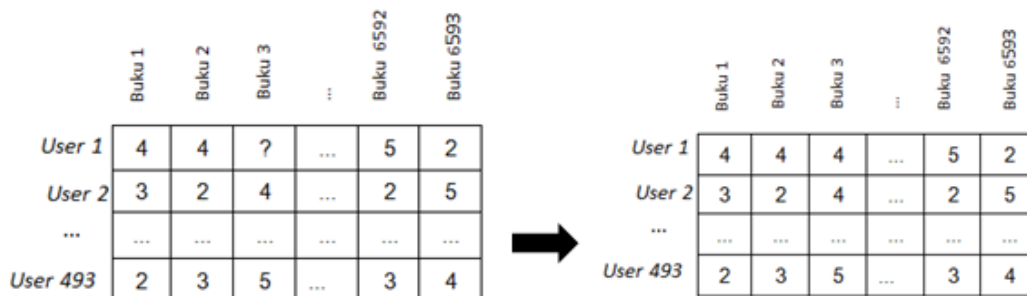 Buku 1 Buku 2 Buku 3 ... Buku 6592 Buku 6593
User 1 4 4 ? ... 5 2
User 2 3 2 4 ... 2 5
... ... ... ... ... ... ...
User 493 2 3 5 ... 3 4
Buku 1 Buku 2 Buku 3 ... Buku 6592 Buku 6593
User 1 4 4 4 ... 5 2
User 2 3 2 4 ... 2 5
... ... ... ... ... ... ...
User 493 2 3 5 ... 3 4